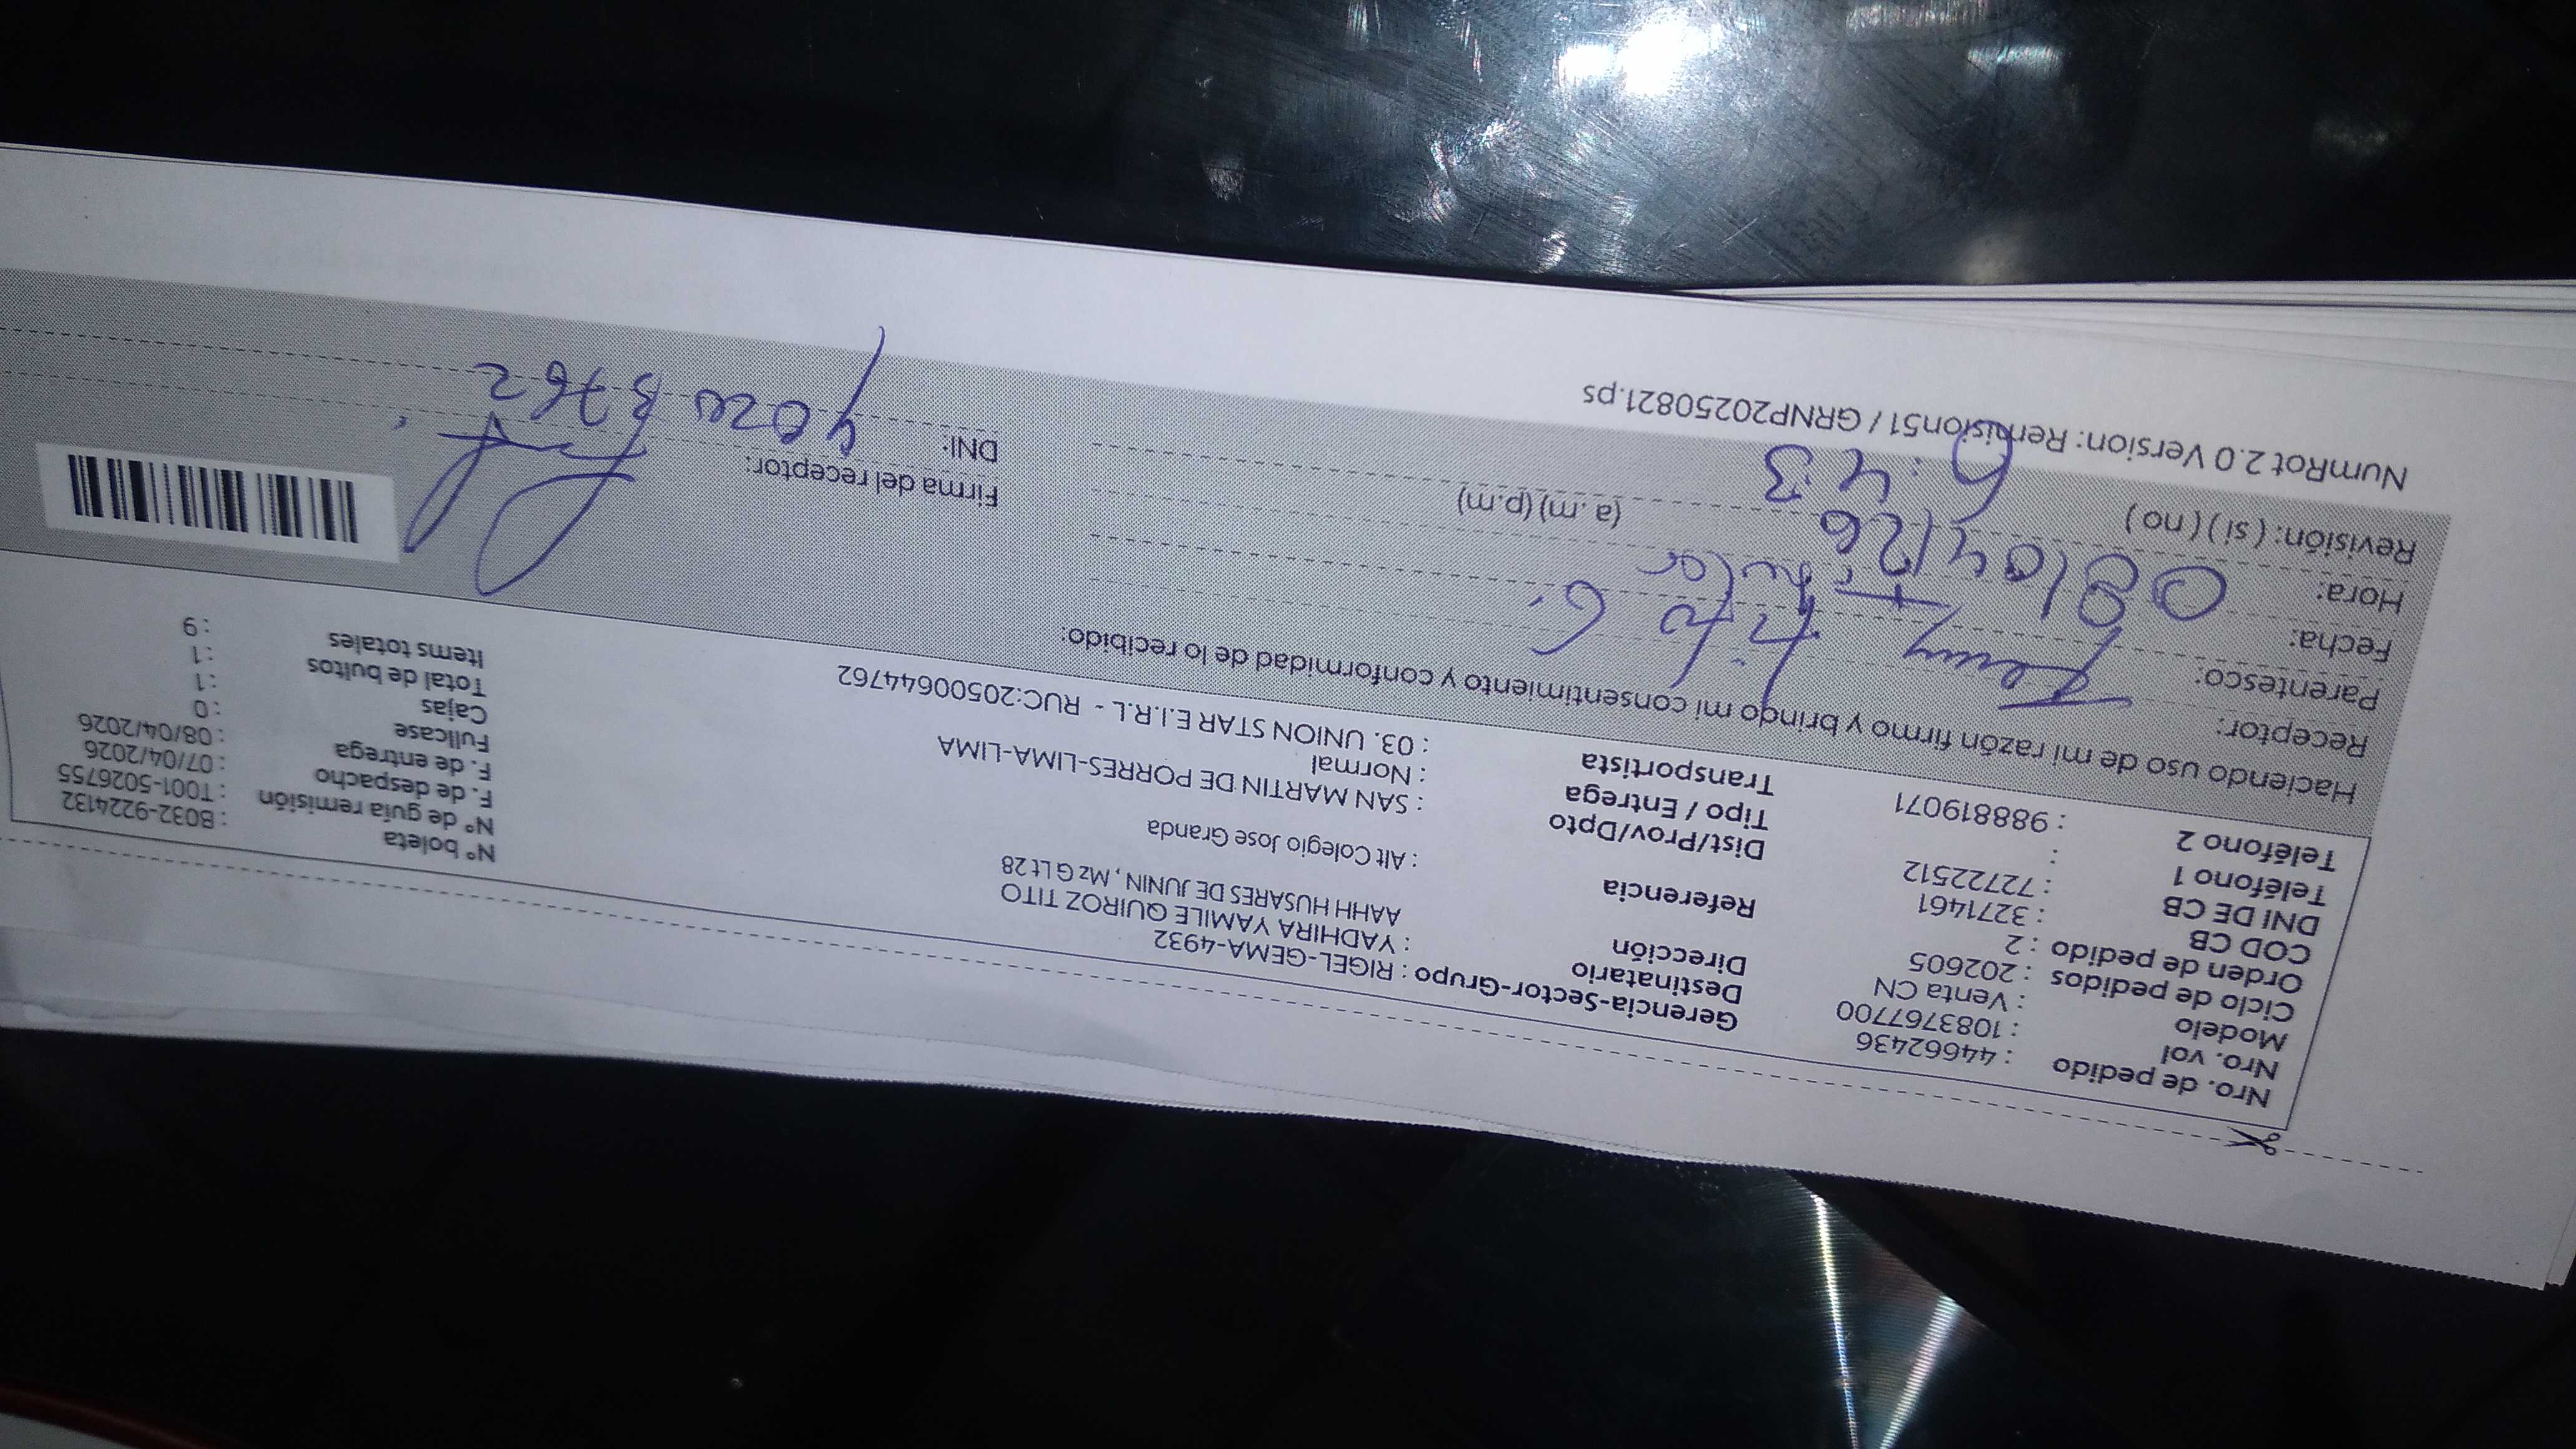 Nro. de pedido : 44662436
Nro. vol : 1083767700
Modelo : Venta CN
Ciclo de pedidos : 202605
Orden de pedido : 2
COD CB : 3271461
DNI DE CB : 72722512
Teléfono 1 :
Teléfono 2 : 988819071
Gerencia-Sector-Grupo : RIGEL-GEMA-4932
Destinatario : YADHIRA YAMILE QUIROZ TITO
Dirección AAHH HUSARES DE JUNIN , Mz G Lt 28
Referencia : Alt Colegio Jose Granda
Dist/Prov/Dpto : SAN MARTIN DE PORRES-LIMA-LIMA
Tipo / Entrega : Normal
Transportista : 03. UNION STAR E.I.R.L - RUC:20500644762
Nº boleta : B032-9224132
Nº de guía remisión : T001-5026755
F. de despacho : 07/04/2026
F. de entrega : 08/04/2026
Fullcase : 0
Cajas : 1
Total de bultos : 1
Items totales : 9
Haciendo uso de mi razón firmo y brindo mi consentimiento y conformidad de lo recibido:
Receptor: Tito C.
Parentesco:
Fecha: 08/04/26
Hora: 6:43 (a. m) (p.m)
Revisión: ( si ) ( no )
Firma del receptor:
DNI:
NumRot 2.0 Version: Remision51 / GRNP20250821.ps